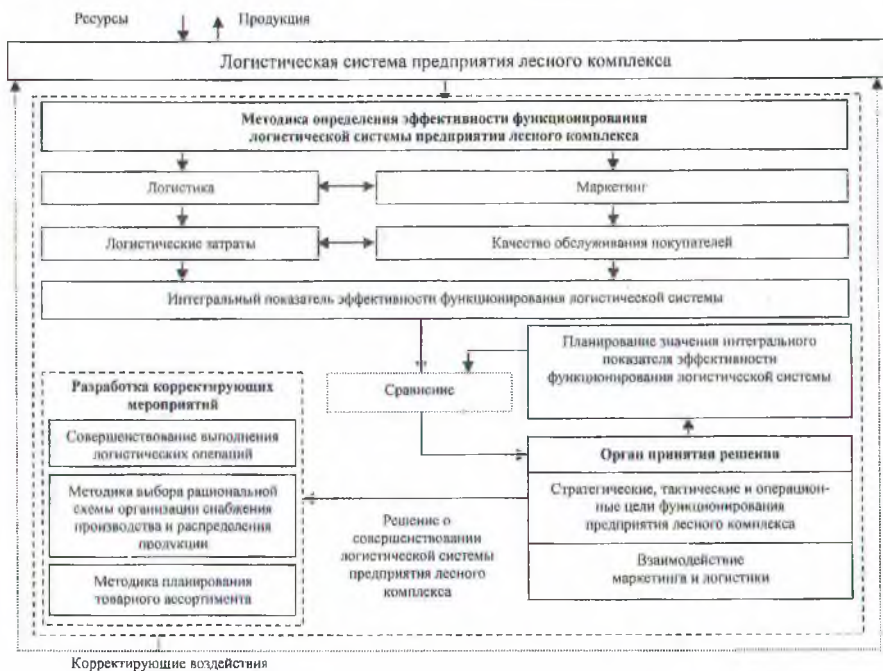 Ресурсы
Продукция
Логистическая система предприятия лесного комплекса
Методика определения эффективности функционирования
логистической системы предприятия лесного комплекса
Логистика
Маркетинг
Логистические затраты
Качество обслуживания покупателей
Интегральный показатель эффективности функционирования логистической системы
Планирование значения интегрального
показателя эффективности
функционирования логистической системы
Сравнение
Разработка корректирующих
мероприятий
Совершенствование выполнения
логистических операций
Методика выбора рациональной
схемы организации снабжения
производства и распределения
продукции
Методика планирования
товарного ассортимента
Решение о
совершенствовании
логистической системы
предприятия лесного
комплекса
Орган принятия решения
Стратегические, тактические и операцион-
ные цели функционирования
предприятия лесного комплекса
Взаимодействие
маркетинга и логистики
Корректирующие воздействия